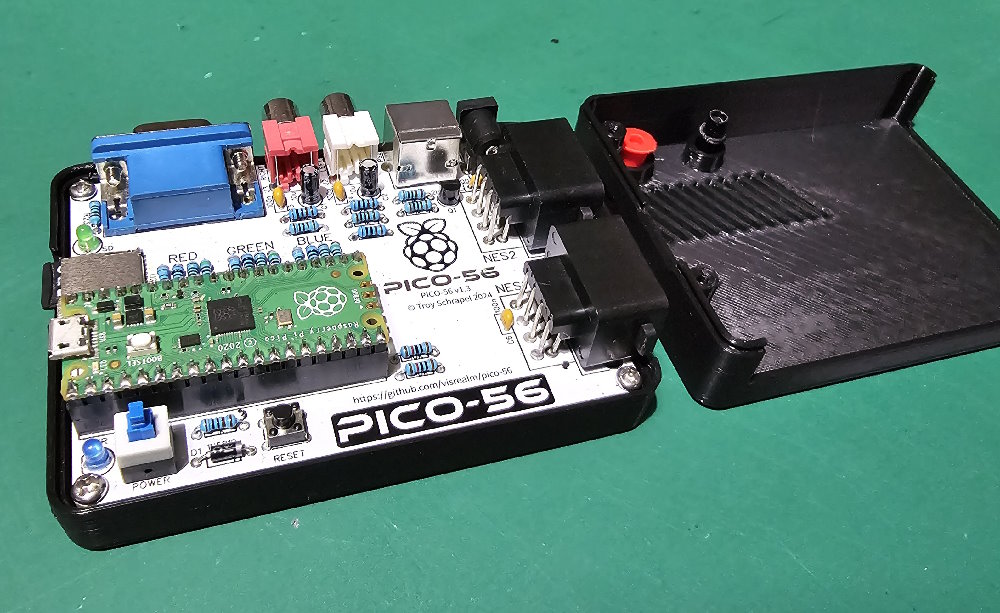 RED
GREEN
BLUE
NES2
PICO-56
PICO-56 v1.3
© Troy Schrapel 2024
NES
Raspberry Pi Pico
(c) 2020
BOOTSEL
https://github.com/visrealm/pico-56
PICO-56
D1
POWER
RESET